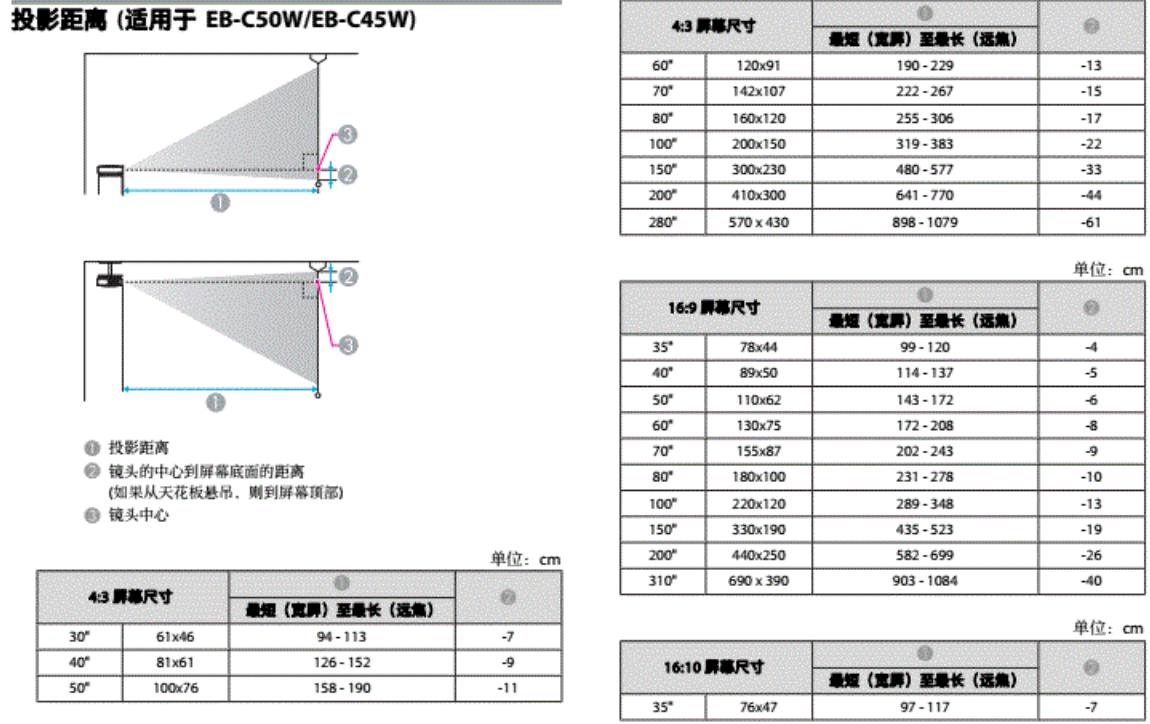 投影距离 (适用于 EB-C50W/EB-C45W)
③
②
①
②
③
①
① 投影距离
② 镜头的中心到屏幕底面的距离
(如果从天花板悬吊，则到屏幕顶部)
③ 镜头中心
单位：cm
4:3 屏幕尺寸 ① ②
最短（宽屏）至最长（远焦）
30" 61x46 94 - 113 -7
40" 81x61 126 - 152 -9
50" 100x76 158 - 190 -11
4:3 屏幕尺寸 ① ②
最短（宽屏）至最长（远焦）
60" 120x91 190 - 229 -13
70" 142x107 222 - 267 -15
80" 160x120 255 - 306 -17
100" 200x150 319 - 383 -22
150" 300x230 480 - 577 -33
200" 410x300 641 - 770 -44
280" 570 x 430 898 - 1079 -61
单位：cm
16:9 屏幕尺寸 ① ②
最短（宽屏）至最长（远焦）
35" 78x44 99 - 120 -4
40" 89x50 114 - 137 -5
50" 110x62 143 - 172 -6
60" 130x75 172 - 208 -8
70" 155x87 202 - 243 -9
80" 180x100 231 - 278 -10
100" 220x120 289 - 348 -13
150" 330x190 435 - 523 -19
200" 440x250 582 - 699 -26
310" 690 x 390 903 - 1084 -40
单位：cm
16:10 屏幕尺寸 ① ②
最短（宽屏）至最长（远焦）
35" 76x47 97 - 117 -7